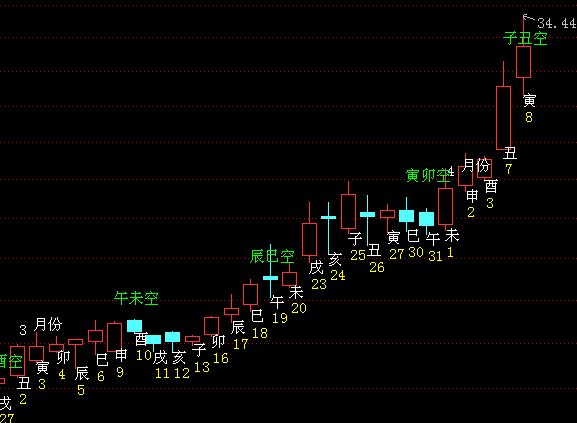 34.44
子丑空
寅
8
丑
7
4 月份
寅卯空
酉
3
申
2
未
1
午
31
巳
30
寅
27
丑
26
子
25
亥
24
戌
23
辰巳空
未
20
午
19
巳
18
午未空
辰
17
卯
16
子
13
亥
12
戌
11
酉
10
申
9
巳
6
辰
5
3 月份
卯
4
寅
3
酉空
丑
2
戌
27